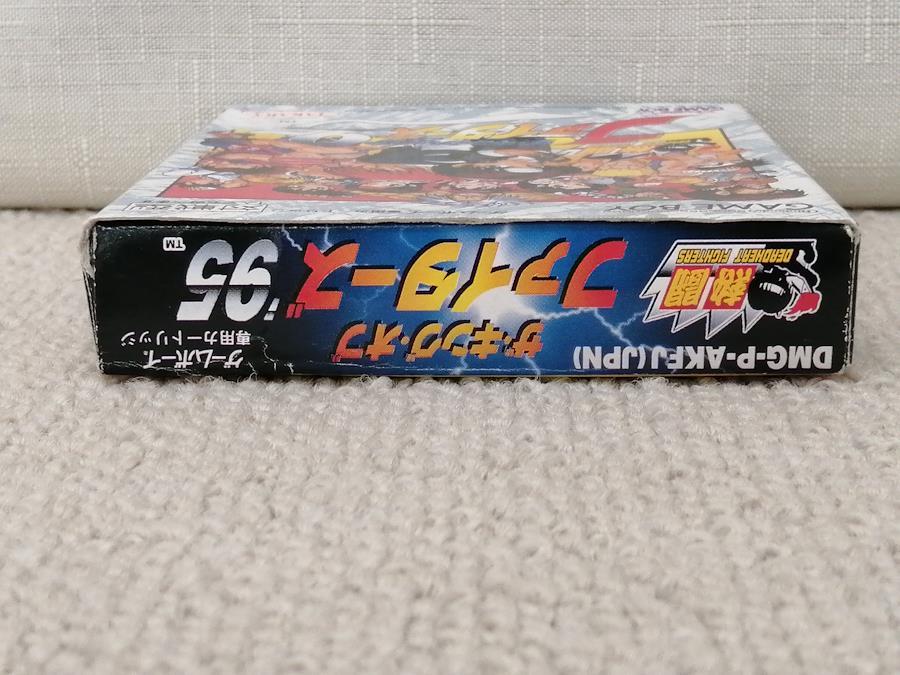 DMG-P-AKFJ(JPN)
熱闘
DEADHEAT FIGHTERS
ザ・キング・オブ
ファイターズ
'95
TM
ゲームボーイ
専用カートリッジ
GAME BOY
TAKARA